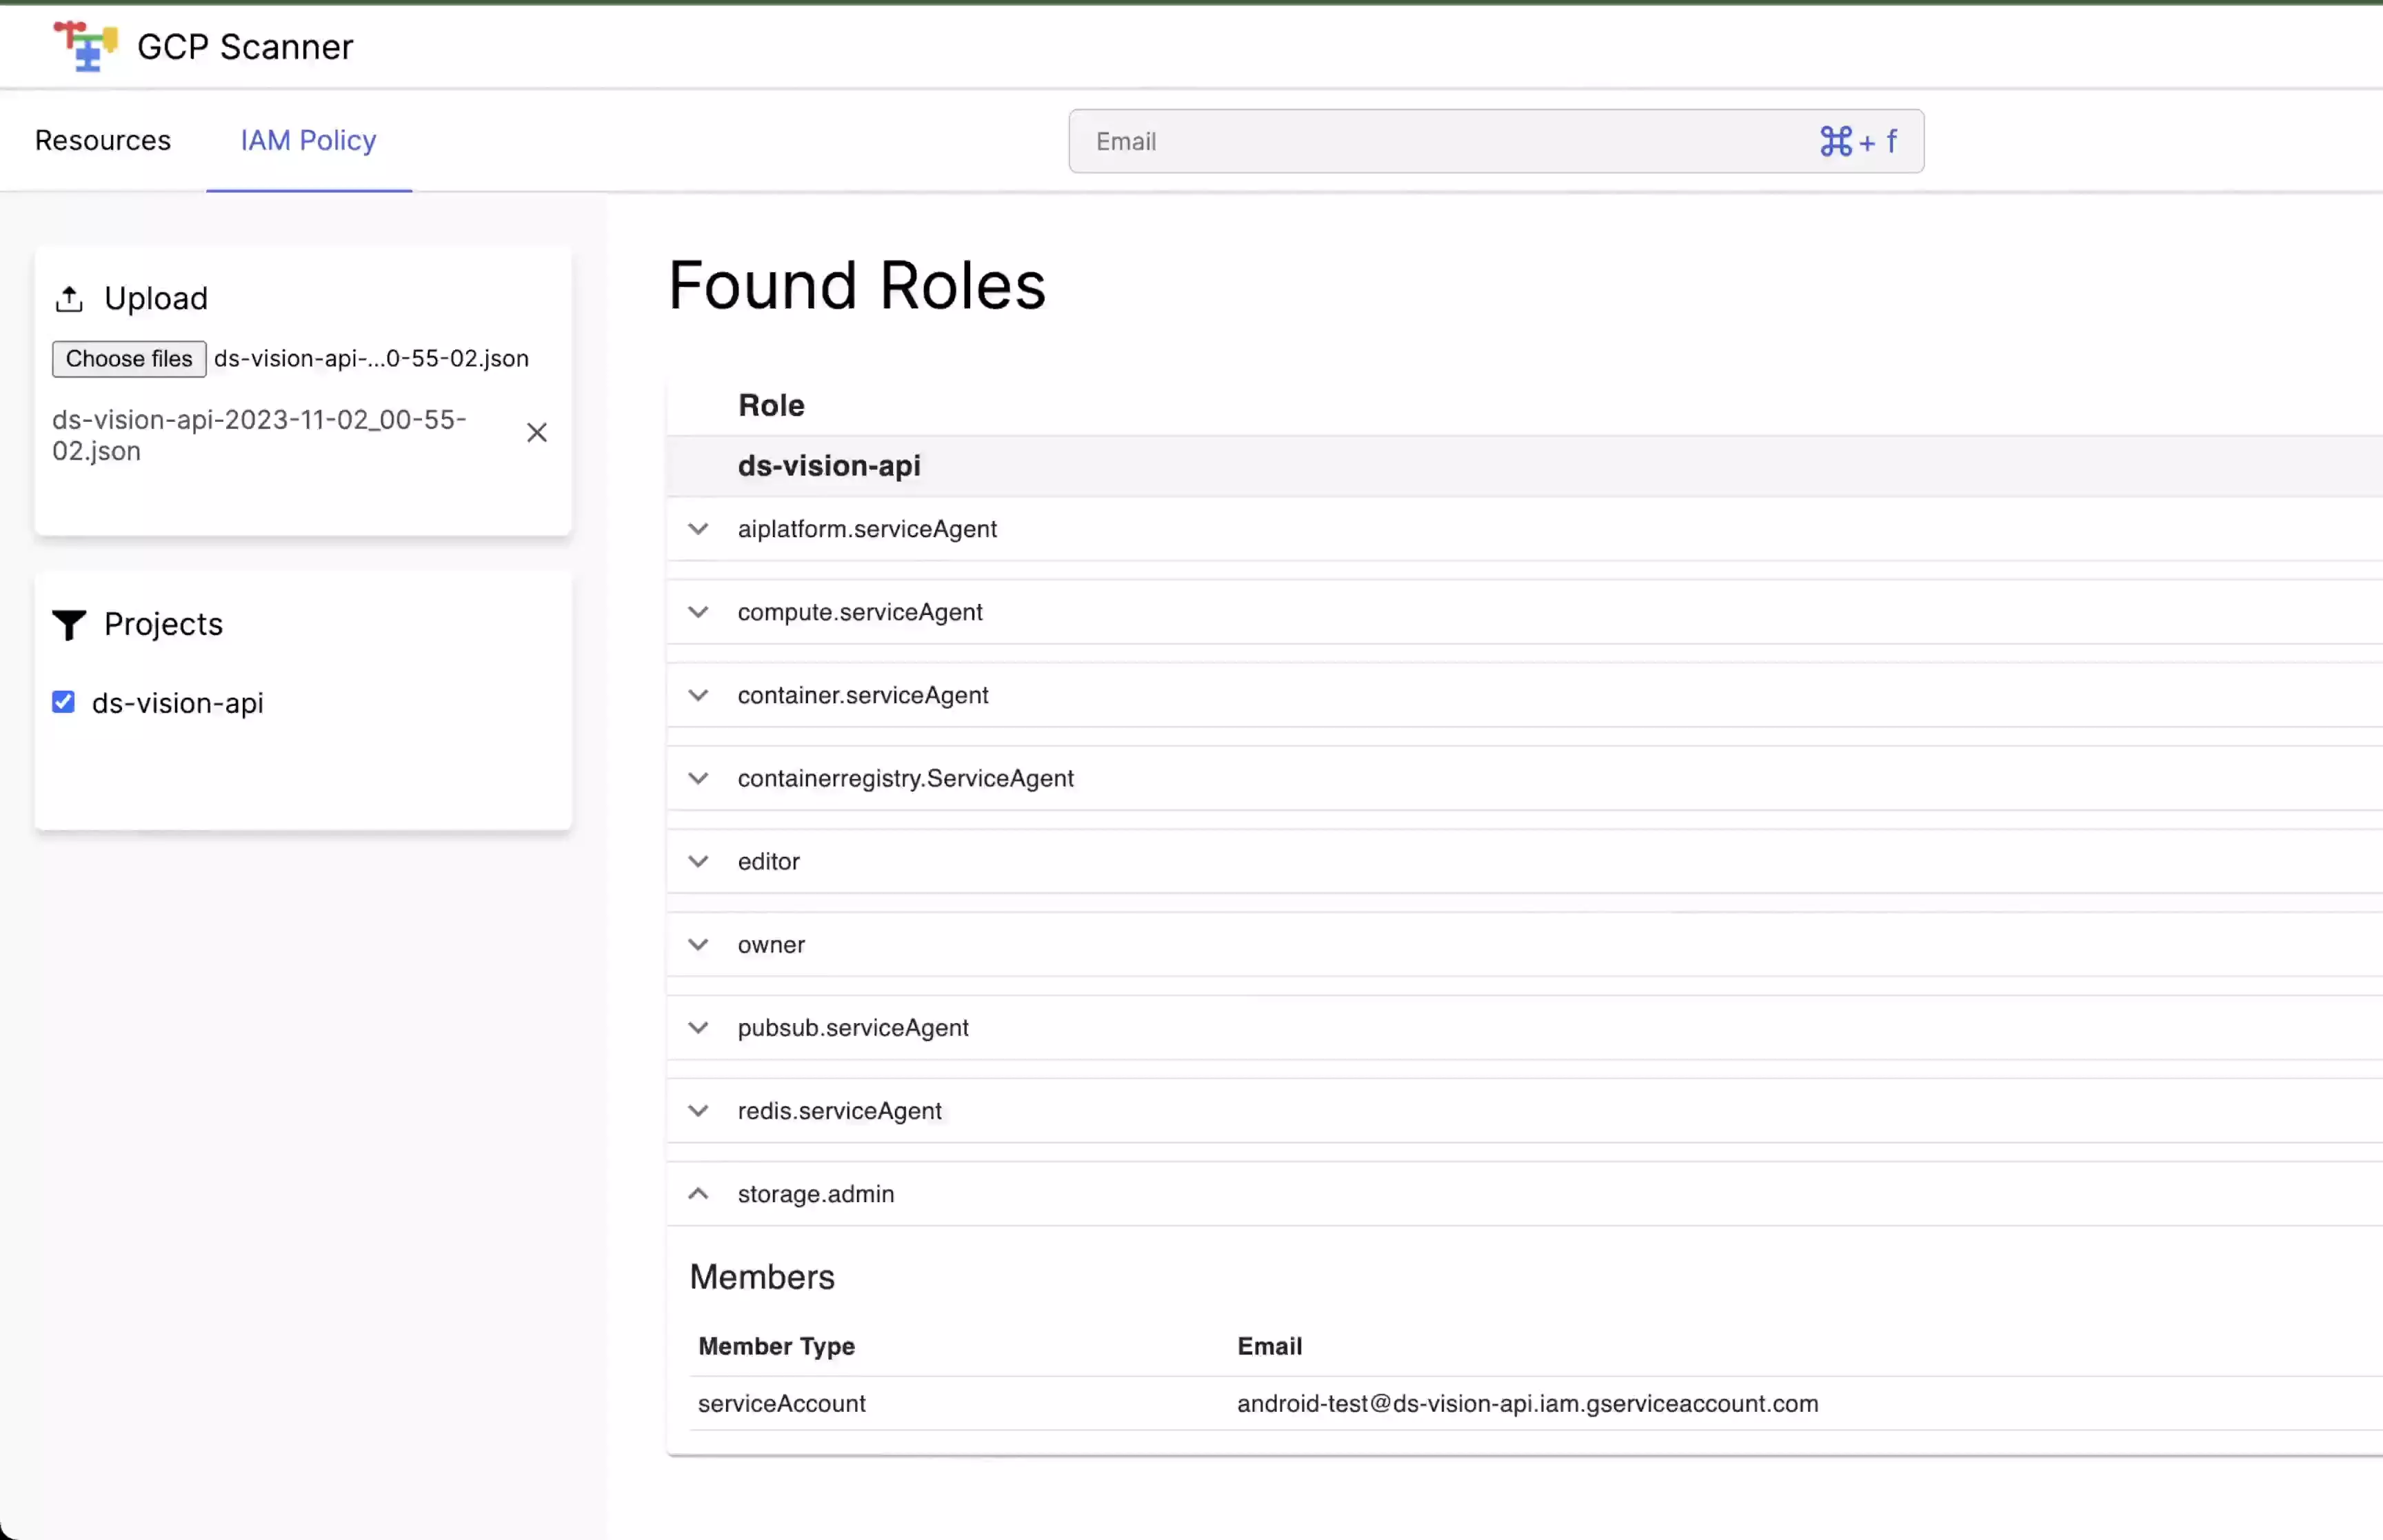 GCP Scanner
Resources
IAM Policy
Email
⌘ + f
Upload
Choose files ds-vision-api-...0-55-02.json
ds-vision-api-2023-11-02_00-55-
02.json
Projects
ds-vision-api
Found Roles
Role
ds-vision-api
aiplatform.serviceAgent
compute.serviceAgent
container.serviceAgent
containerregistry.ServiceAgent
editor
owner
pubsub.serviceAgent
redis.serviceAgent
storage.admin
Members
Member Type Email
serviceAccount android-test@ds-vision-api.iam.gserviceaccount.com